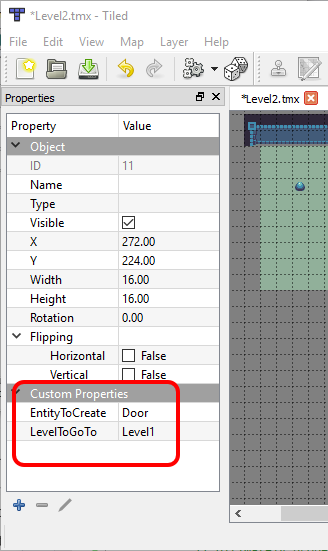 *Level2.tmx - Tiled
File Edit View Map Layer Help
Properties
*Level2.tmx
Property Value
Object
ID 11
Name
Type
Visible
X 272.00
Y 224.00
Width 16.00
Height 16.00
Rotation 0.00
Flipping
Horizontal False
Vertical False
Custom Properties
EntityToCreate Door
LevelToGoTo Level1